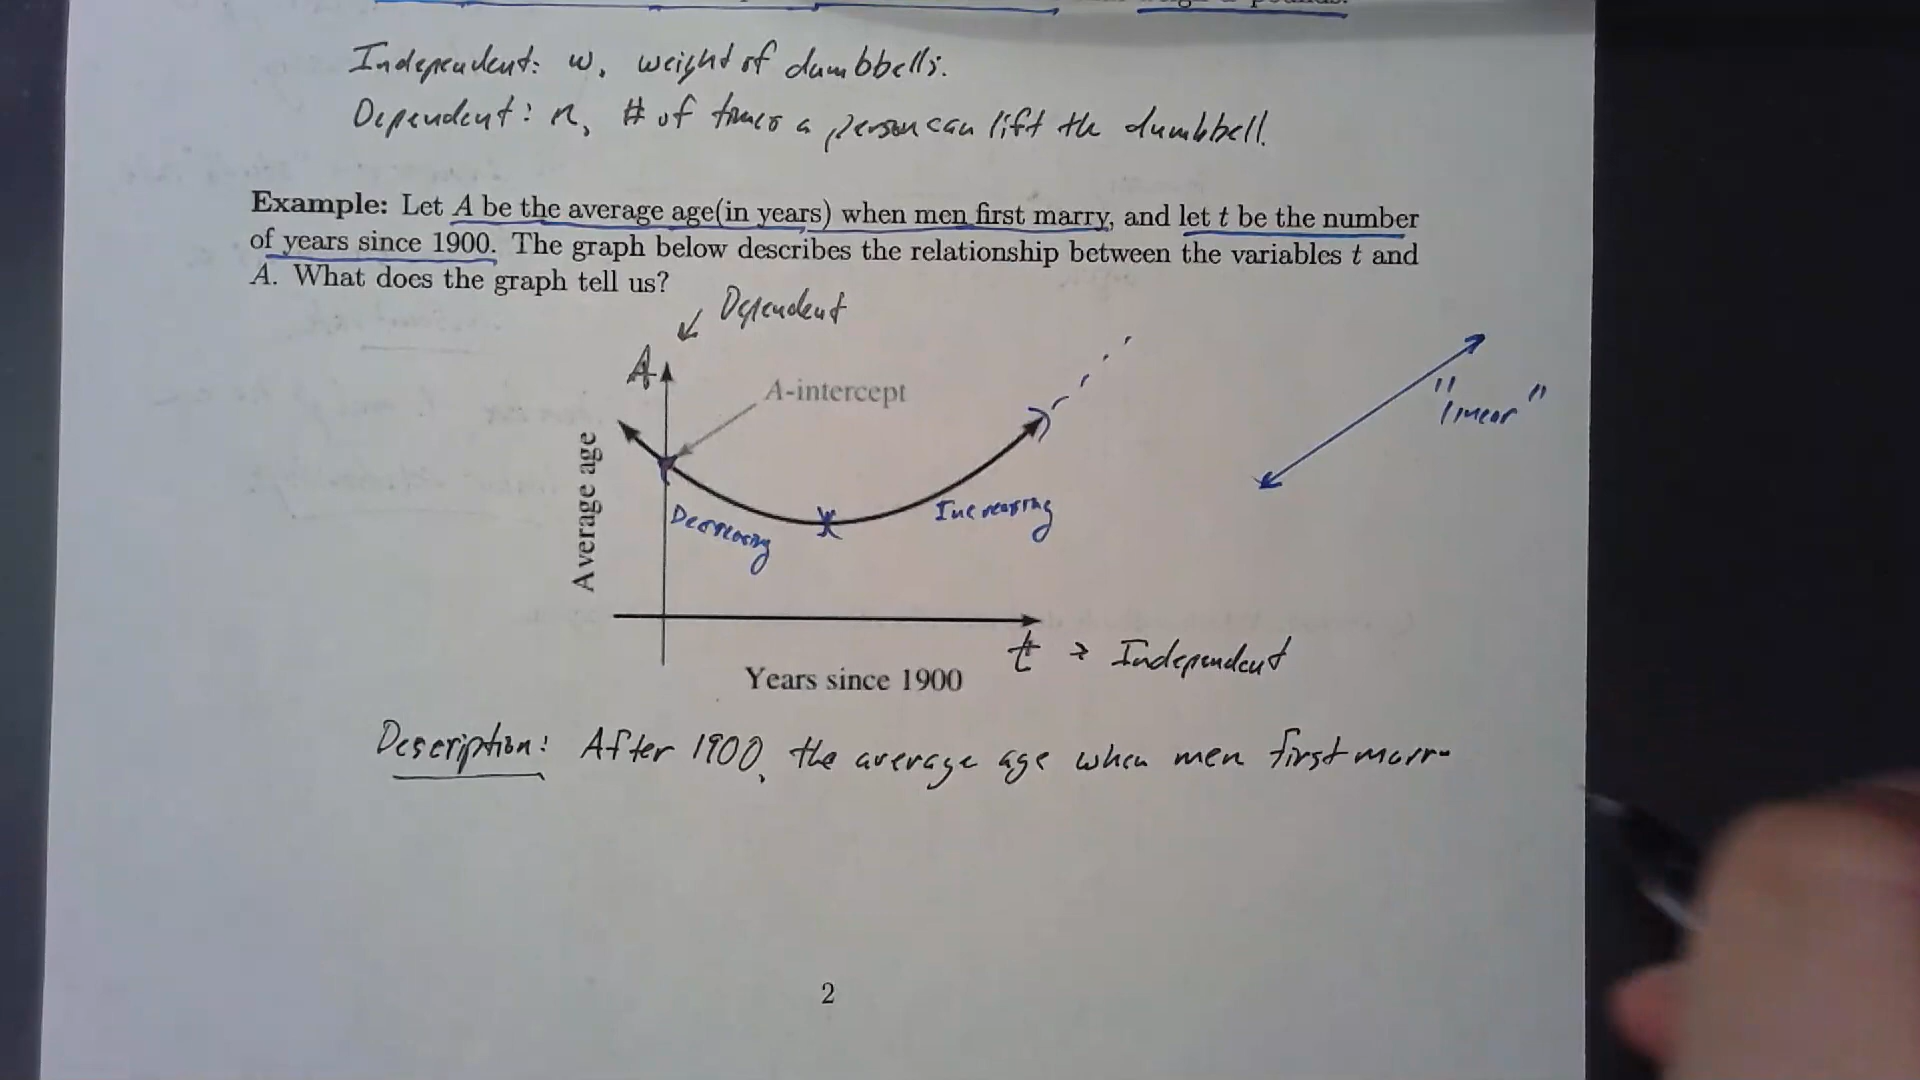 Independent: w, weight of dumbbells.
Dependent: n, # of times a person can lift the dumbbell.
Example: Let A be the average age(in years) when men first marry, and let t be the number
of years since 1900. The graph below describes the relationship between the variables t and
A. What does the graph tell us?
Dependent
A
A-intercept
"linear"
Average age
Decreasing
Increasing
t → Independent
Years since 1900
Description: After 1900, the average age when men first marr
2